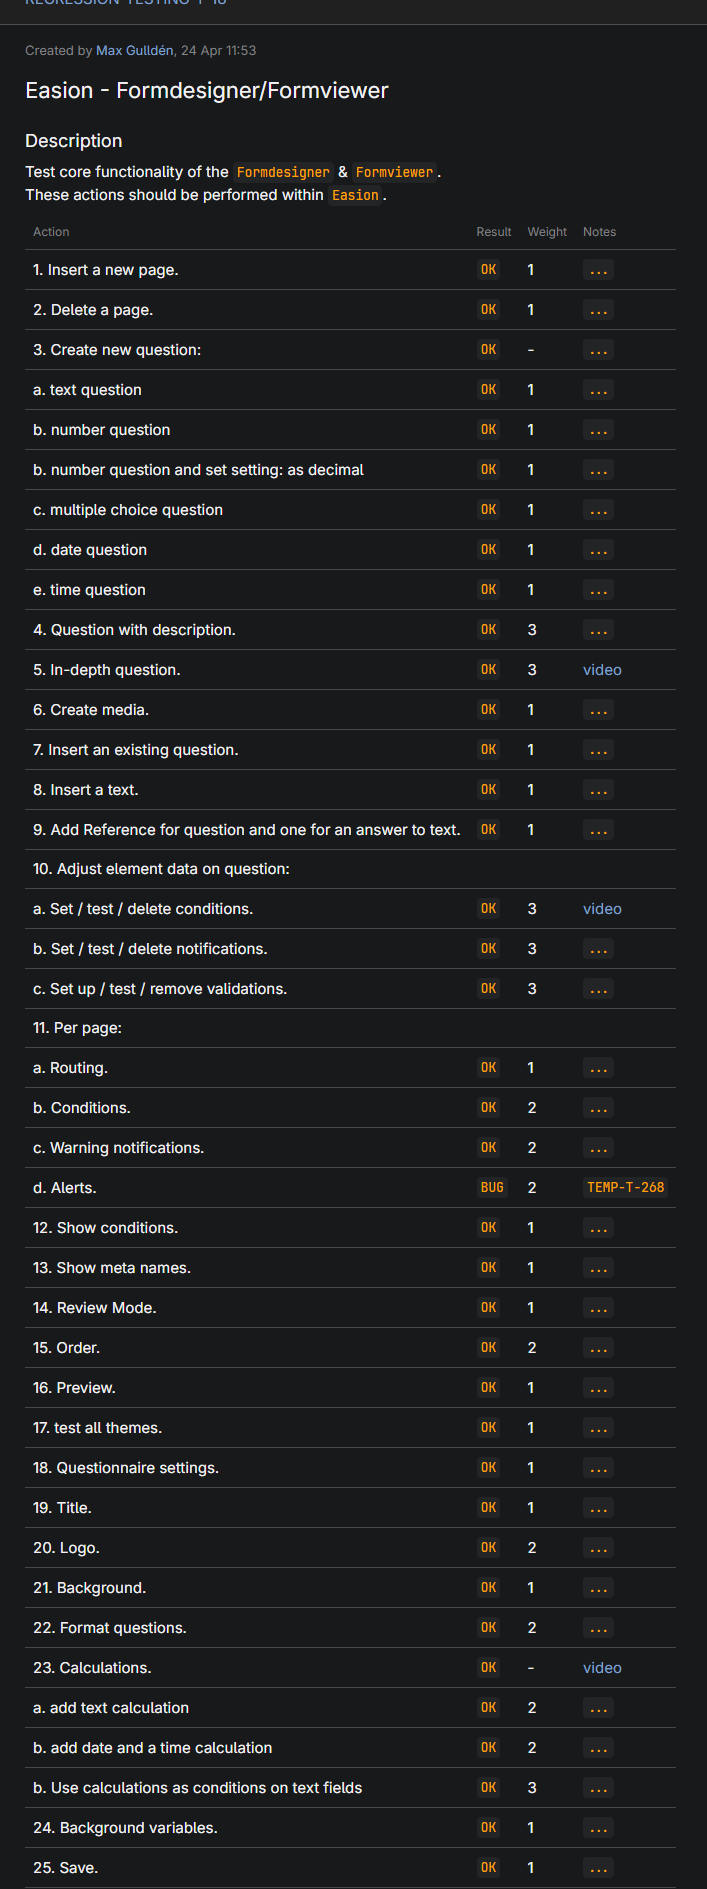 REGRESSION-TESTING-T-18
Created by Max Gulldén, 24 Apr 11:53
Easion - Formdesigner/Formviewer
Description
Test core functionality of the Formdesigner & Formviewer.
These actions should be performed within Easion.
Action Result Weight Notes
1. Insert a new page. OK 1 ...
2. Delete a page. OK 1 ...
3. Create new question: OK - ...
a. text question OK 1 ...
b. number question OK 1 ...
b. number question and set setting: as decimal OK 1 ...
c. multiple choice question OK 1 ...
d. date question OK 1 ...
e. time question OK 1 ...
4. Question with description. OK 3 ...
5. In-depth question. OK 3 video
6. Create media. OK 1 ...
7. Insert an existing question. OK 1 ...
8. Insert a text. OK 1 ...
9. Add Reference for question and one for an answer to text. OK 1 ...
10. Adjust element data on question:
a. Set / test / delete conditions. OK 3 video
b. Set / test / delete notifications. OK 3 ...
c. Set up / test / remove validations. OK 3 ...
11. Per page:
a. Routing. OK 1 ...
b. Conditions. OK 2 ...
c. Warning notifications. OK 2 ...
d. Alerts. BUG 2 TEMP-T-268
12. Show conditions. OK 1 ...
13. Show meta names. OK 1 ...
14. Review Mode. OK 1 ...
15. Order. OK 2 ...
16. Preview. OK 1 ...
17. test all themes. OK 1 ...
18. Questionnaire settings. OK 1 ...
19. Title. OK 1 ...
20. Logo. OK 2 ...
21. Background. OK 1 ...
22. Format questions. OK 2 ...
23. Calculations. OK - video
a. add text calculation OK 2 ...
b. add date and a time calculation OK 2 ...
b. Use calculations as conditions on text fields OK 3 ...
24. Background variables. OK 1 ...
25. Save. OK 1 ...